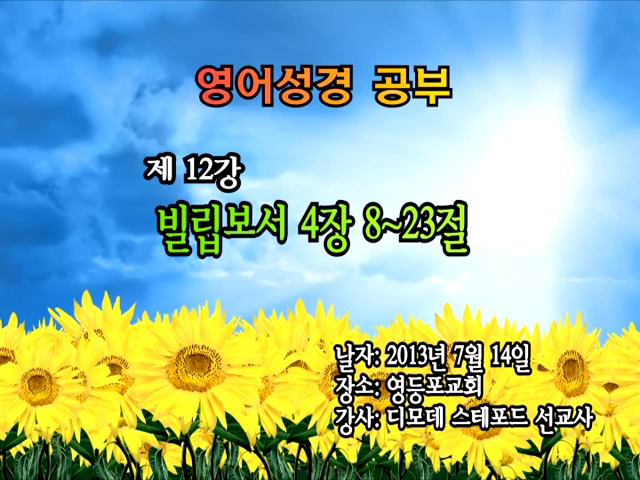 영어성경 공부
제 12강
빌립보서 4장 8~23절
날자: 2013년 7월 14일
장소: 영등포교회
강사: 디모데 스테포드 선교사